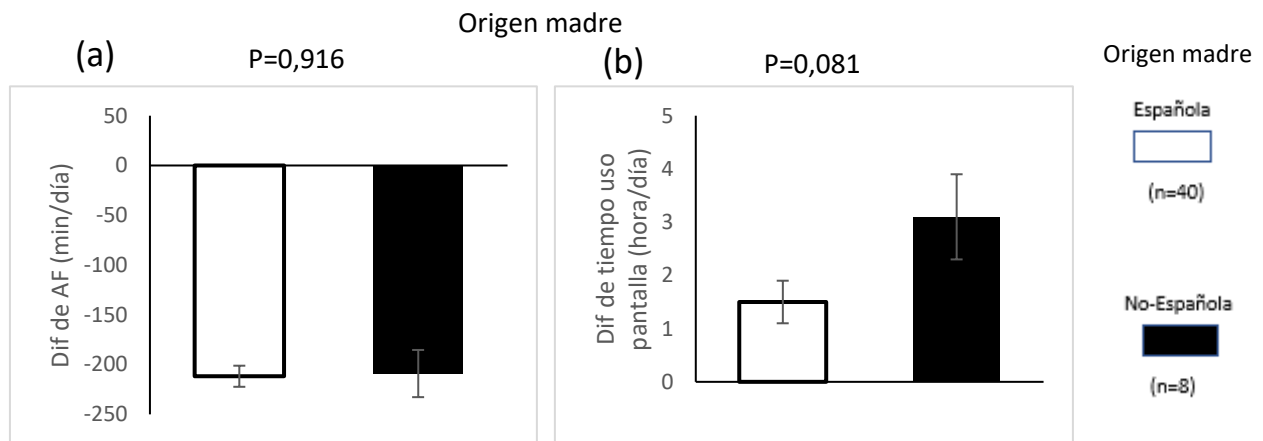 Origen madre
(a)
P=0,916
(b)
P=0,081
Origen madre
50
0
-50
-100
-150
-200
-250
Dif de AF (min/día)
5
4
3
2
1
0
Dif de tiempo uso
pantalla (hora/día)
Española
(n=40)
No-Española
(n=8)